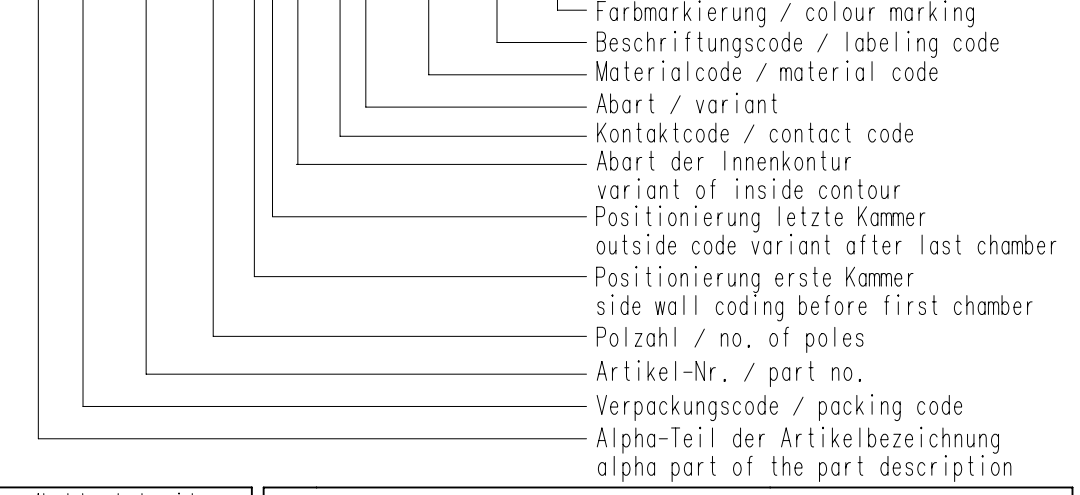 Farbmarkierung / colour marking
Beschriftungscode / labeling code
Materialcode / material code
Abart / variant
Kontaktcode / contact code
Abart der Innenkontur
variant of inside contour
Positionierung letzte Kammer
outside code variant after last chamber
Positionierung erste Kammer
side wall coding before first chamber
Polzahl / no. of poles
Artikel-Nr. / part no.
Verpackungscode / packing code
Alpha-Teil der Artikelbezeichnung
alpha part of the part description